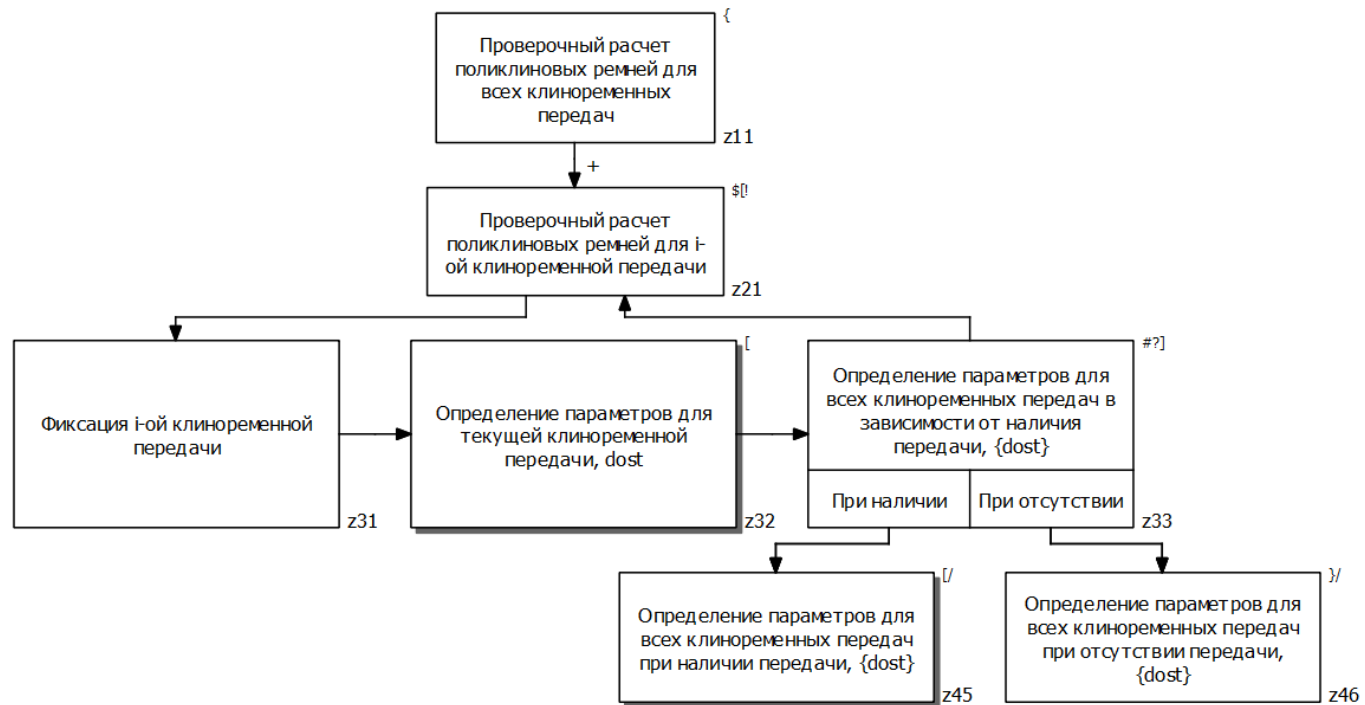 {
Проверочный расчет
поликлиновых ремней для
всех клиноременных
передач
z11
+
$[!
Проверочный расчет
поликлиновых ремней для i-
ой клиноременной передачи
z21
Фиксация i-ой клиноременной
передачи
z31
[
Определение параметров для
текущей клиноременной
передачи, dost
z32
#?]
Определение параметров для
всех клиноременных передач в
зависимости от наличия
передачи, {dost}
При наличии
При отсутствии
z33
[/
Определение параметров для
всех клиноременных передач
при наличии передачи, {dost}
z45
}/
Определение параметров для
всех клиноременных передач
при отсутствии передачи,
{dost}
z46